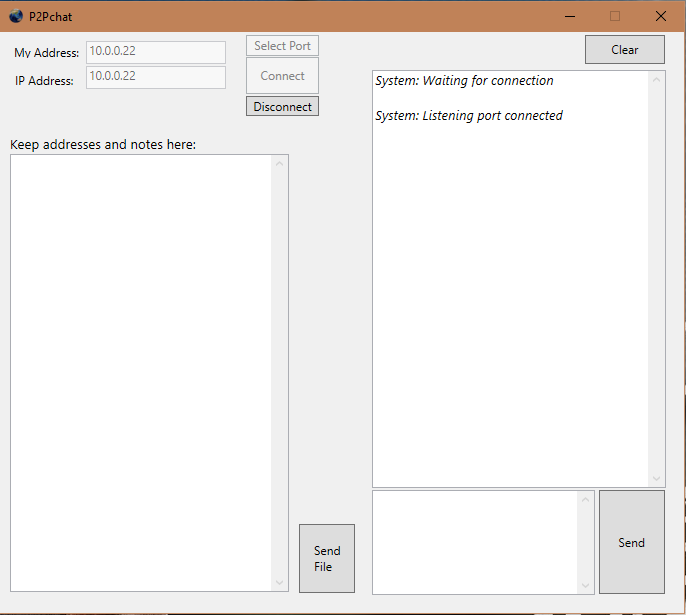 P2Pchat
My Address: 10.0.0.22
Select Port
IP Address: 10.0.0.22
Connect
Disconnect
Clear
Keep addresses and notes here:
System: Waiting for connection
System: Listening port connected
Send
File
Send